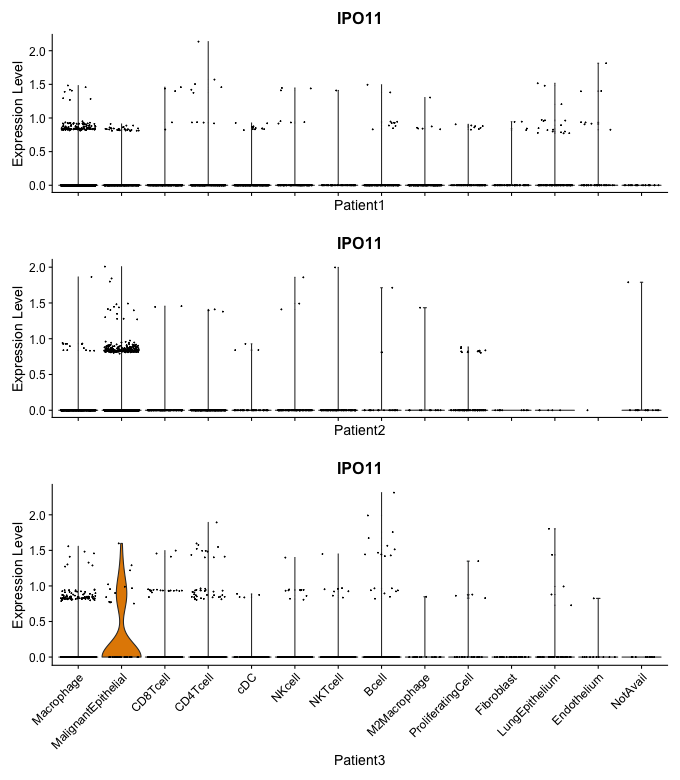 IPO11
Expression Level
2.0
1.5
1.0
0.5
0.0
Patient1
IPO11
Expression Level
2.0
1.5
1.0
0.5
0.0
Patient2
IPO11
Expression Level
2.0
1.5
1.0
0.5
0.0
Macrophage
MalignantEpithelial
CD8Tcell
CD4Tcell
cDC
NKcell
NKTcell
Bcell
M2Macrophage
ProliferatingCell
Fibroblast
LungEpithelium
Endothelium
NotAvail
Patient3